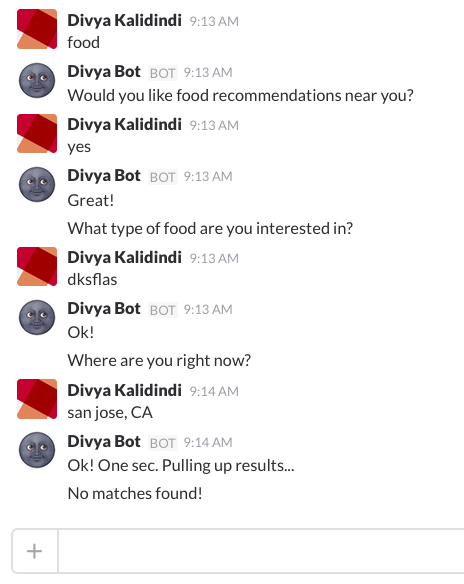 Divya Kalidindi 9:13 AM
food
Divya Bot BOT 9:13 AM
Would you like food recommendations near you?
Divya Kalidindi 9:13 AM
yes
Divya Bot BOT 9:13 AM
Great!
What type of food are you interested in?
Divya Kalidindi 9:13 AM
dksflas
Divya Bot BOT 9:13 AM
Ok!
Where are you right now?
Divya Kalidindi 9:14 AM
san jose, CA
Divya Bot BOT 9:14 AM
Ok! One sec. Pulling up results...
No matches found!